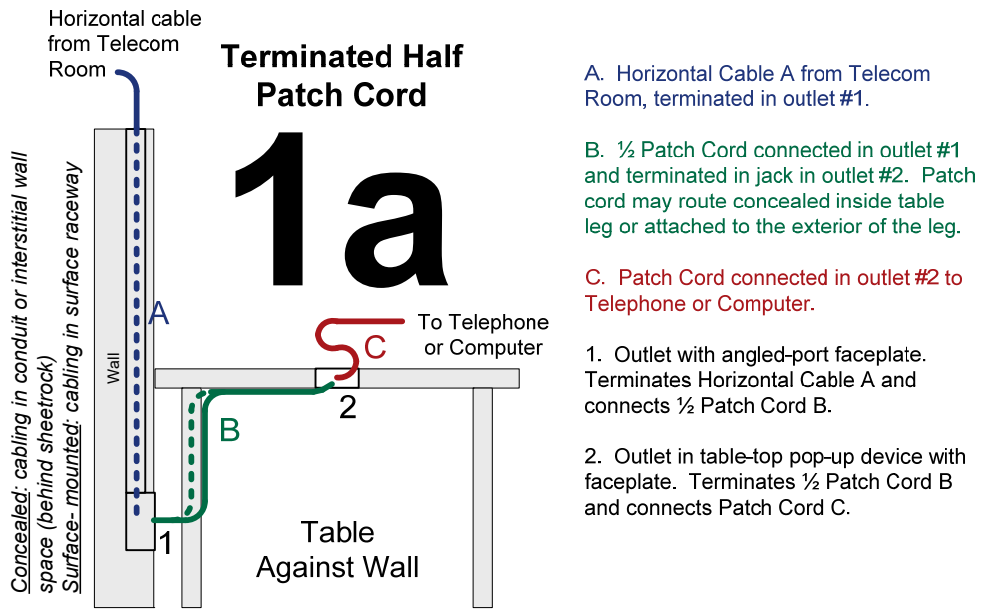 Horizontal cable
from Telecom
Room
Terminated Half
Patch Cord
1a
Concealed: cabling in conduit or interstitial wall
space (behind sheetrock)
Surface- mounted: cabling in surface raceway
Wall
A
To Telephone
or Computer
C
2
B
1
Table
Against Wall
A. Horizontal Cable A from Telecom
Room, terminated in outlet #1.
B. ½ Patch Cord connected in outlet #1
and terminated in jack in outlet #2. Patch
cord may route concealed inside table
leg or attached to the exterior of the leg.
C. Patch Cord connected in outlet #2 to
Telephone or Computer.
1. Outlet with angled-port faceplate.
Terminates Horizontal Cable A and
connects ½ Patch Cord B.
2. Outlet in table-top pop-up device with
faceplate. Terminates ½ Patch Cord B
and connects Patch Cord C.